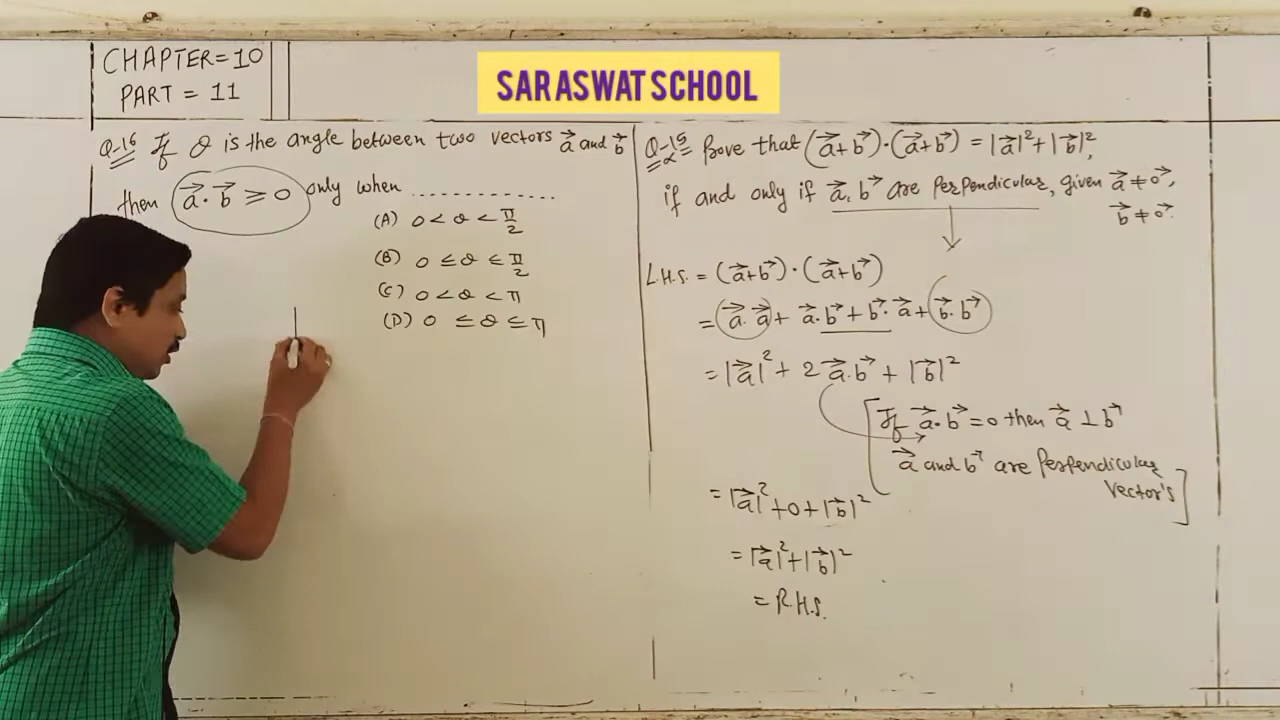 CHAPTER=10
PART = 11
SARASWAT SCHOOL
Q-16 If θ is the angle between two vectors a⃗ and b⃗
then a⃗ · b⃗ ≥ 0 only when ..............
(A) 0 < θ < π/2
(B) 0 ≤ θ ≤ π/2
(C) 0 < θ < π
(D) 0 ≤ θ ≤ π
Q-15 Prove that (a⃗+b⃗)·(a⃗+b⃗) = |a⃗|²+|b⃗|²,
if and only if a⃗, b⃗ are Perpendicular, given a⃗ ≠ 0⃗,
b⃗ ≠ 0⃗.
L.H.S. = (a⃗+b⃗)·(a⃗+b⃗)
= a⃗.a⃗ + a⃗.b⃗ + b⃗.a⃗ + b⃗.b⃗
= |a⃗|² + 2a⃗.b⃗ + |b⃗|²
[If a⃗.b⃗=0 then a⃗ ⊥ b⃗
a⃗ and b⃗ are Perpendicular
Vector's]
= |a⃗|²+0+|b⃗|²
= |a⃗|²+|b⃗|²
= R.H.S.